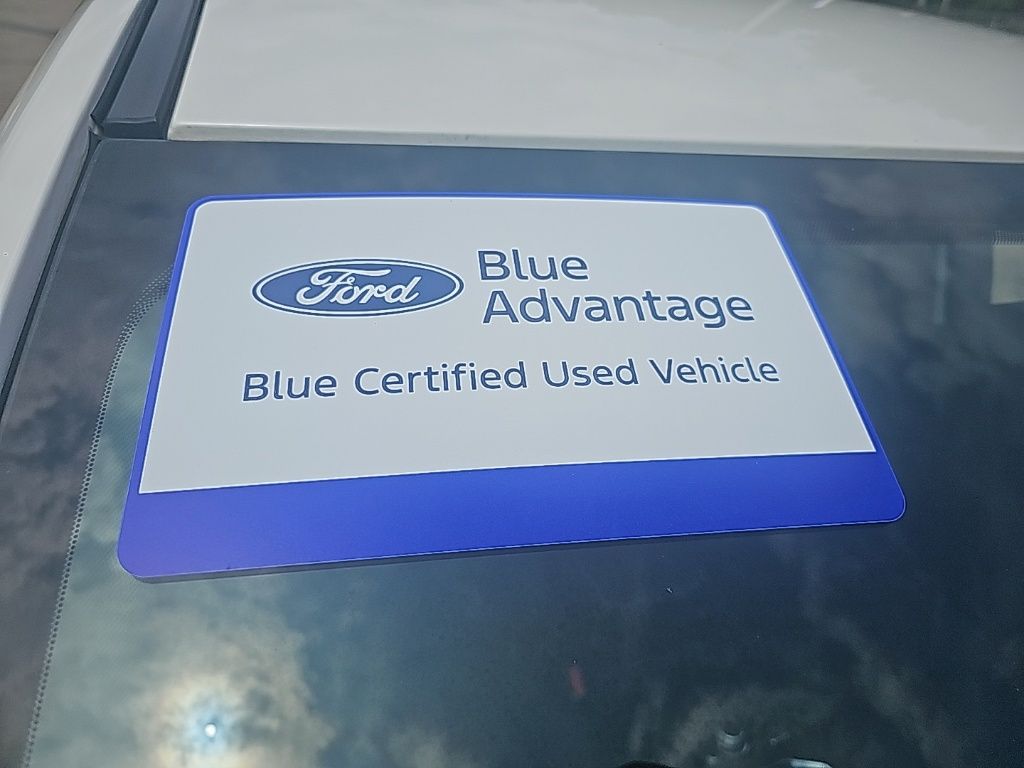 Ford
Blue
Advantage
Blue Certified Used Vehicle